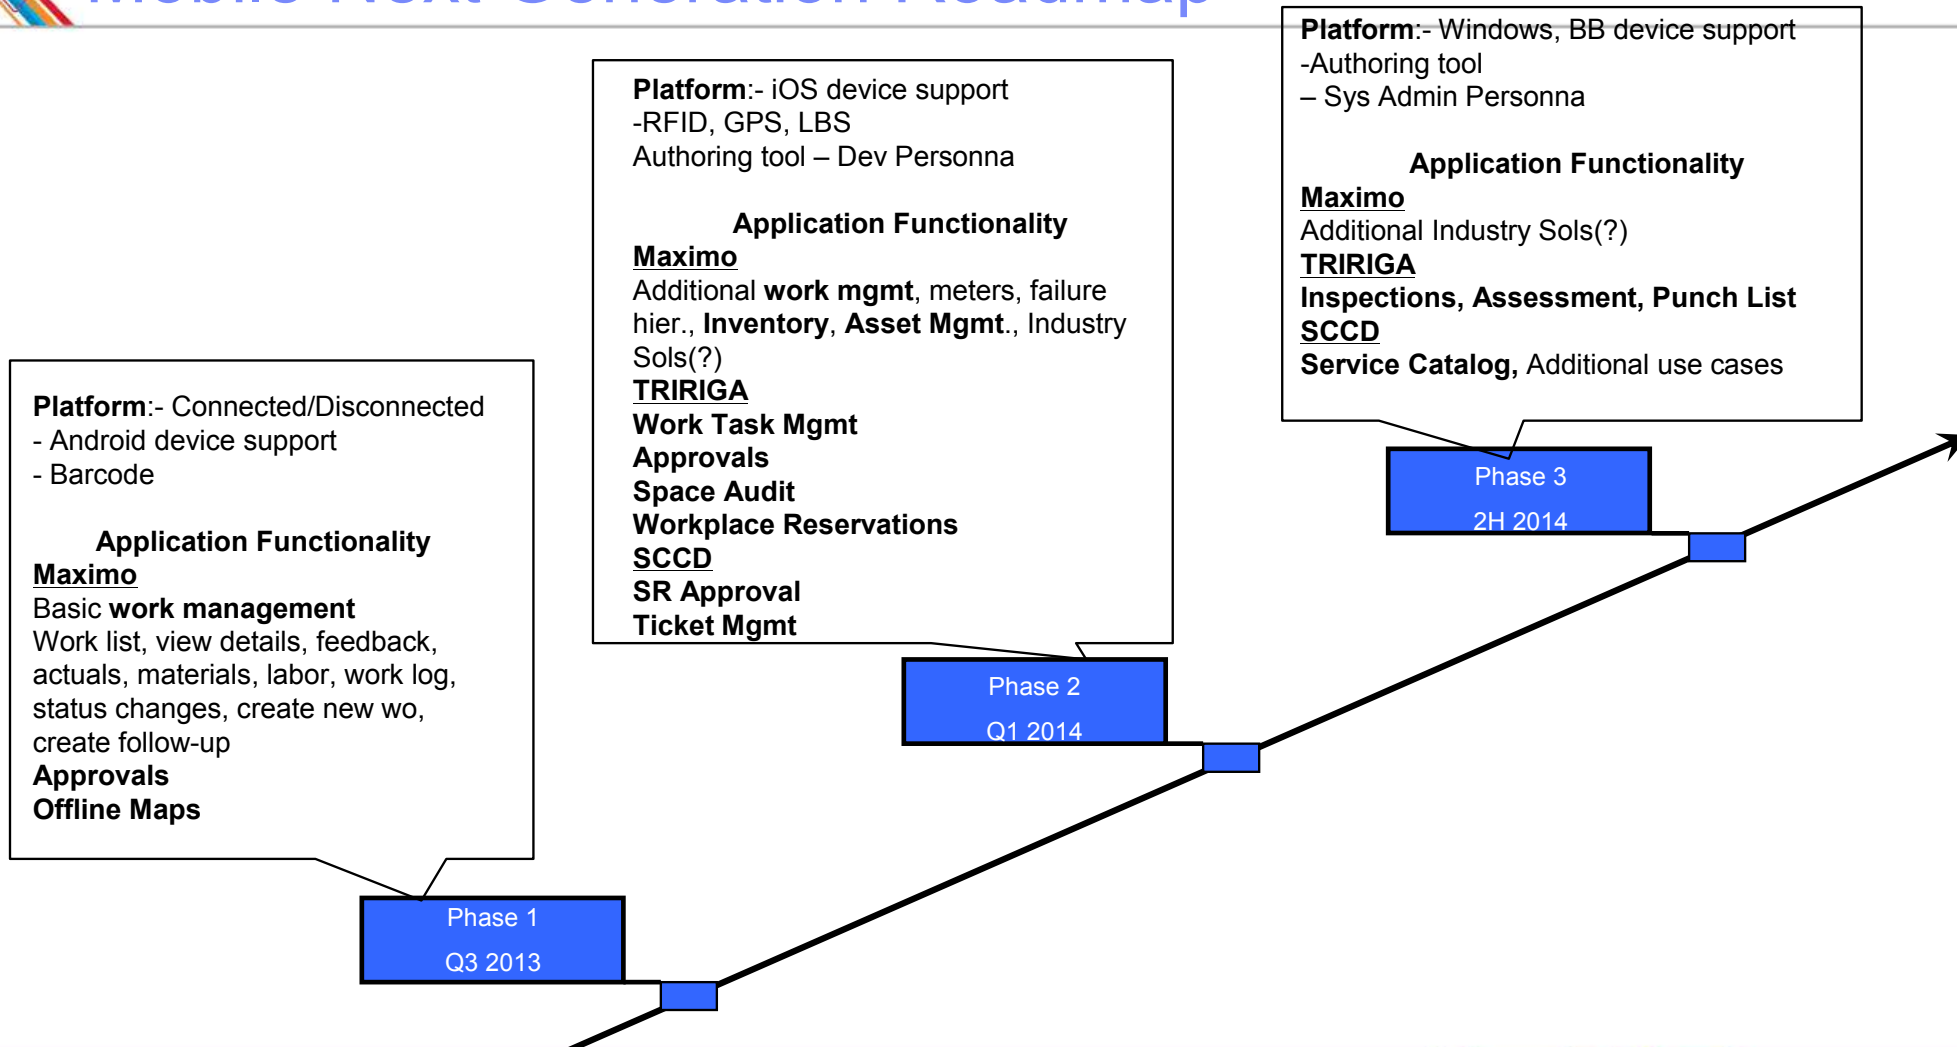 Mobile Next Generation Roadmap
Platform:- Connected/Disconnected
- Android device support
- Barcode
Application Functionality
Maximo
Basic work management
Work list, view details, feedback,
actuals, materials, labor, work log,
status changes, create new wo,
create follow-up
Approvals
Offline Maps
Phase 1
Q3 2013
Platform:- iOS device support
-RFID, GPS, LBS
Authoring tool – Dev Personna
Application Functionality
Maximo
Additional work mgmt, meters, failure
hier., Inventory, Asset Mgmt., Industry
Sols(?)
TRIRIGA
Work Task Mgmt
Approvals
Space Audit
Workplace Reservations
SCCD
SR Approval
Ticket Mgmt
Phase 2
Q1 2014
Platform:- Windows, BB device support
-Authoring tool
– Sys Admin Personna
Application Functionality
Maximo
Additional Industry Sols(?)
TRIRIGA
Inspections, Assessment, Punch List
SCCD
Service Catalog, Additional use cases
Phase 3
2H 2014